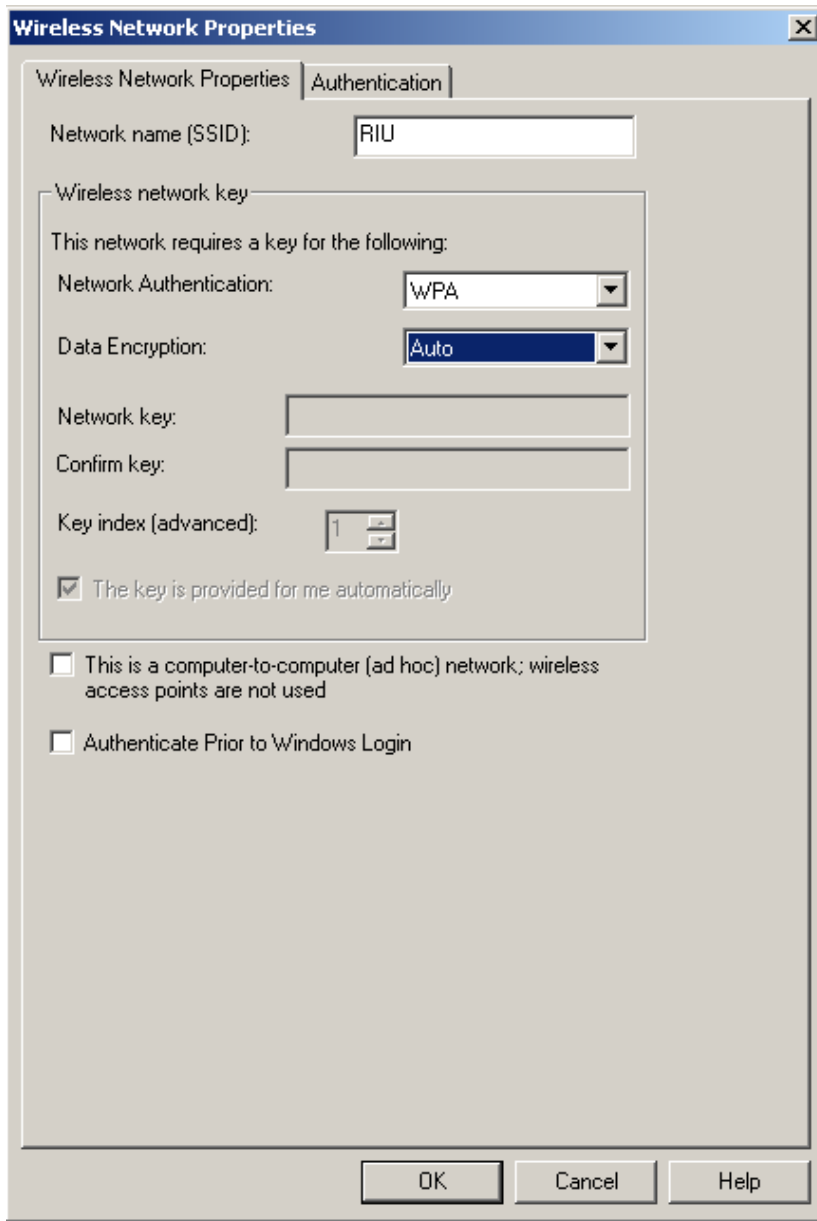 Wireless Network Properties
Wireless Network Properties Authentication
Network name (SSID): RIU
Wireless network key
This network requires a key for the following:
Network Authentication: WPA
Data Encryption: Auto
Network key:
Confirm key:
Key index (advanced): 1
The key is provided for me automatically
This is a computer-to-computer (ad hoc) network; wireless
access points are not used
Authenticate Prior to Windows Login
OK Cancel Help